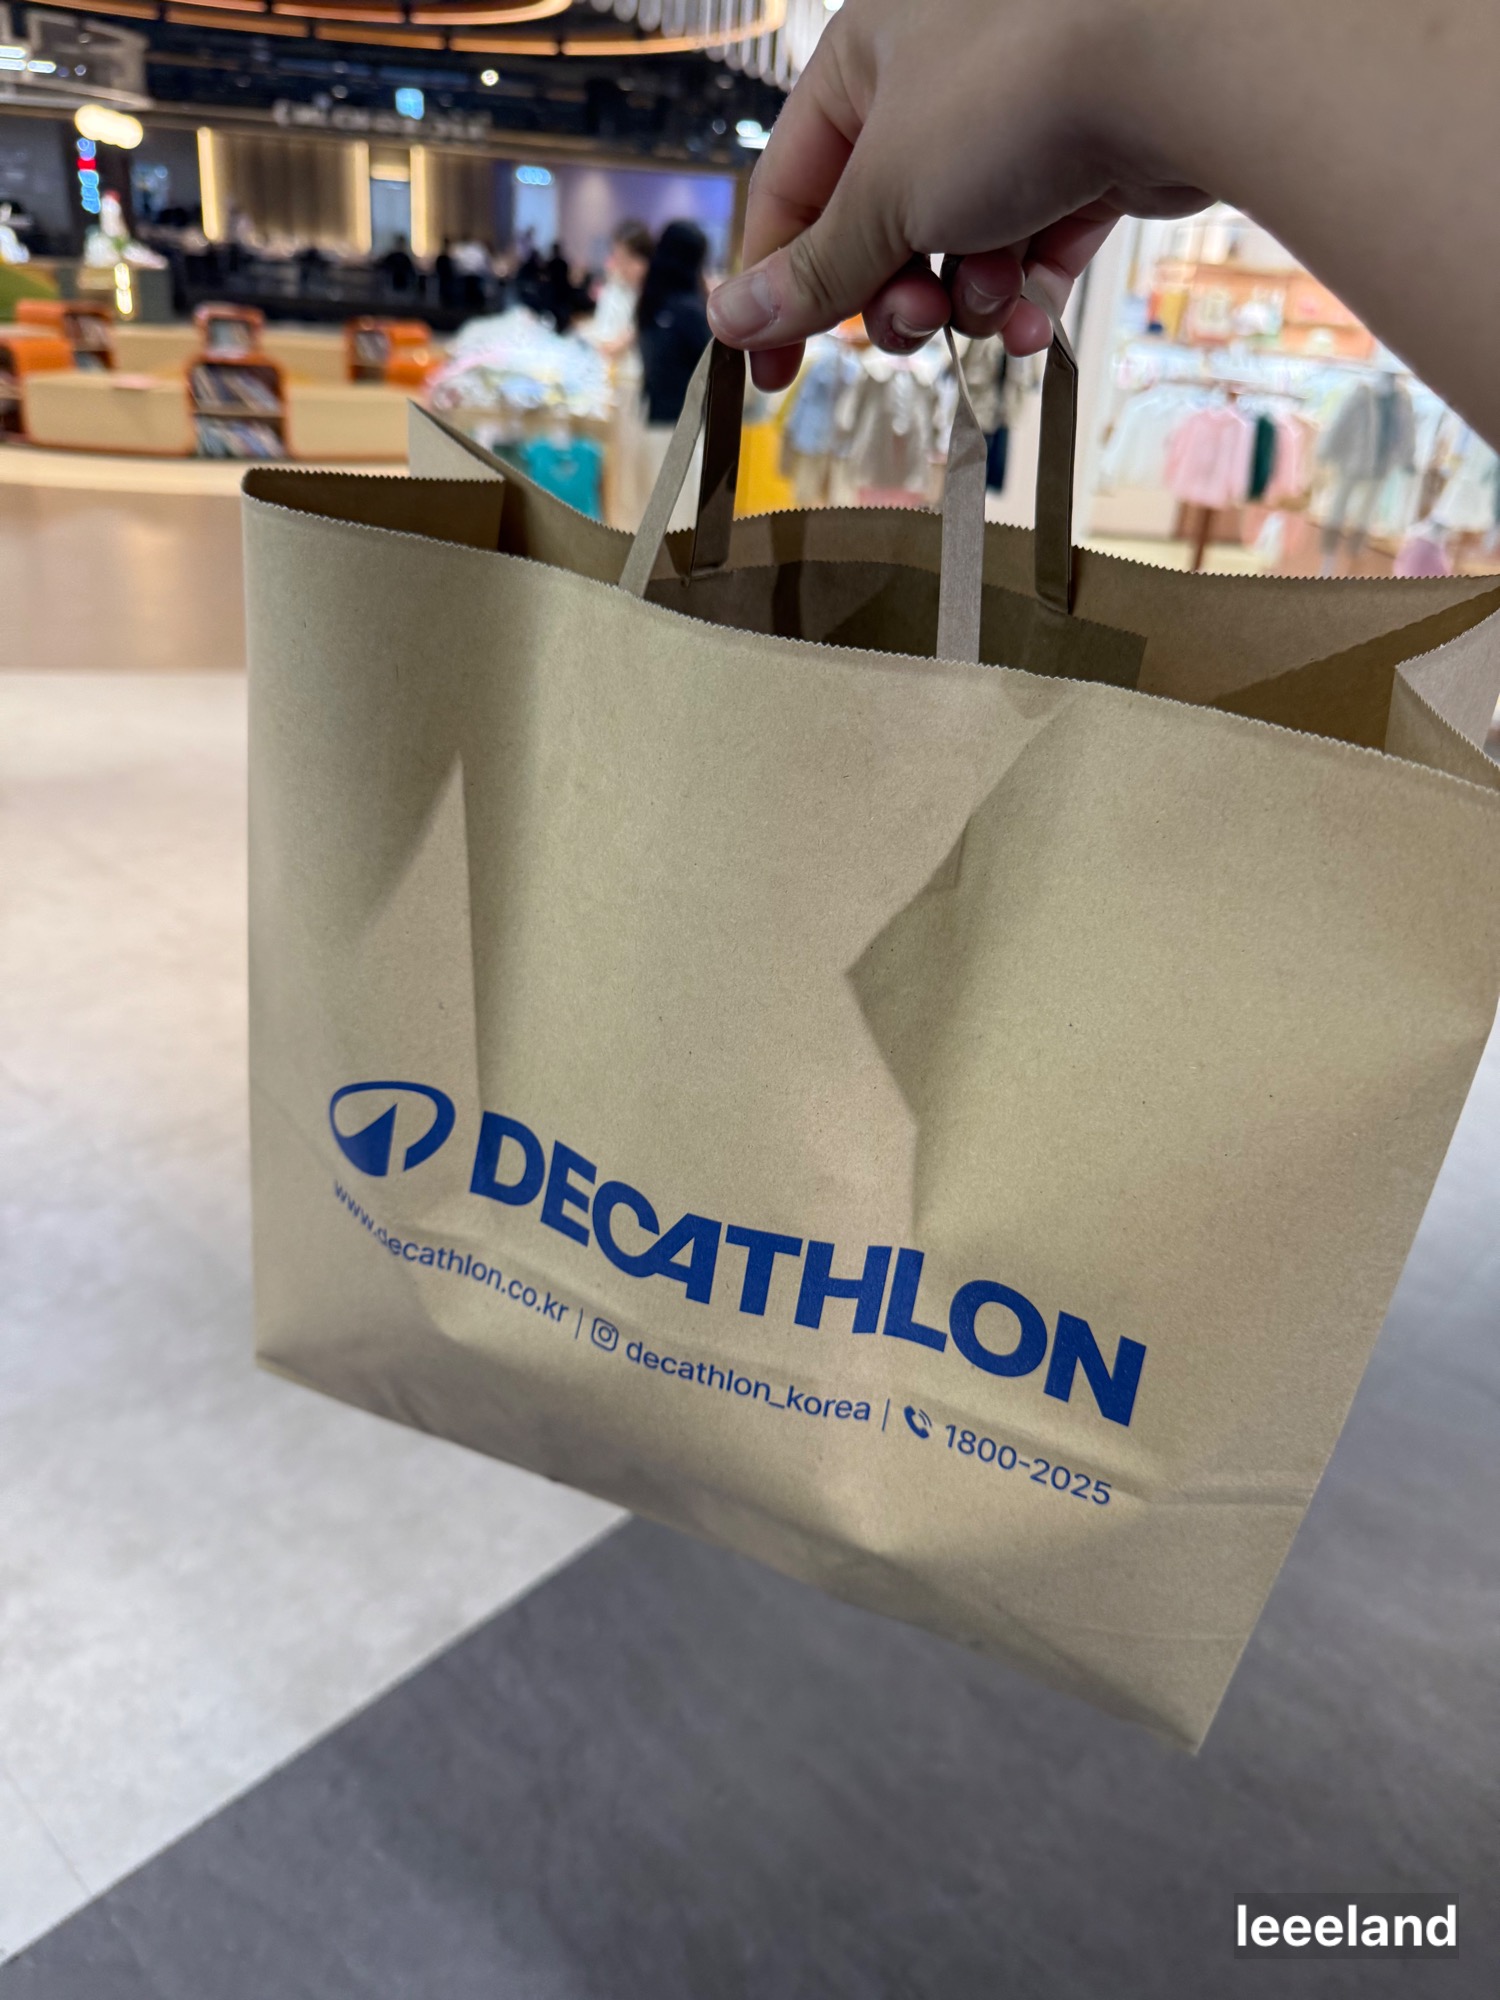 DECATHLON
www.decathlon.co.kr | decathlon_korea | 1800-2025
leeeland